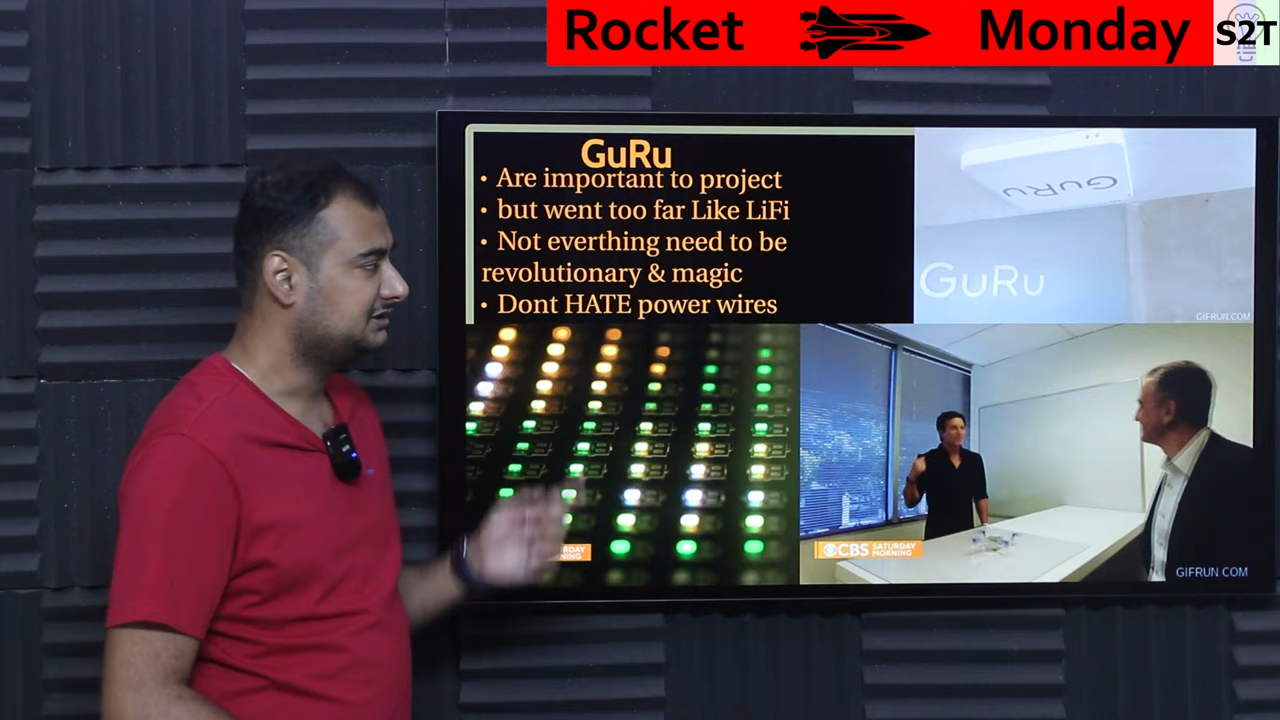 Rocket Monday S2T
GuRu
• Are important to project
• but went too far Like LiFi
• Not everthing need to be
revolutionary & magic
• Dont HATE power wires
GuRu
GuRu
GIFRUN.COM
CBS SATURDAY
MORNING
GIFRUN.COM